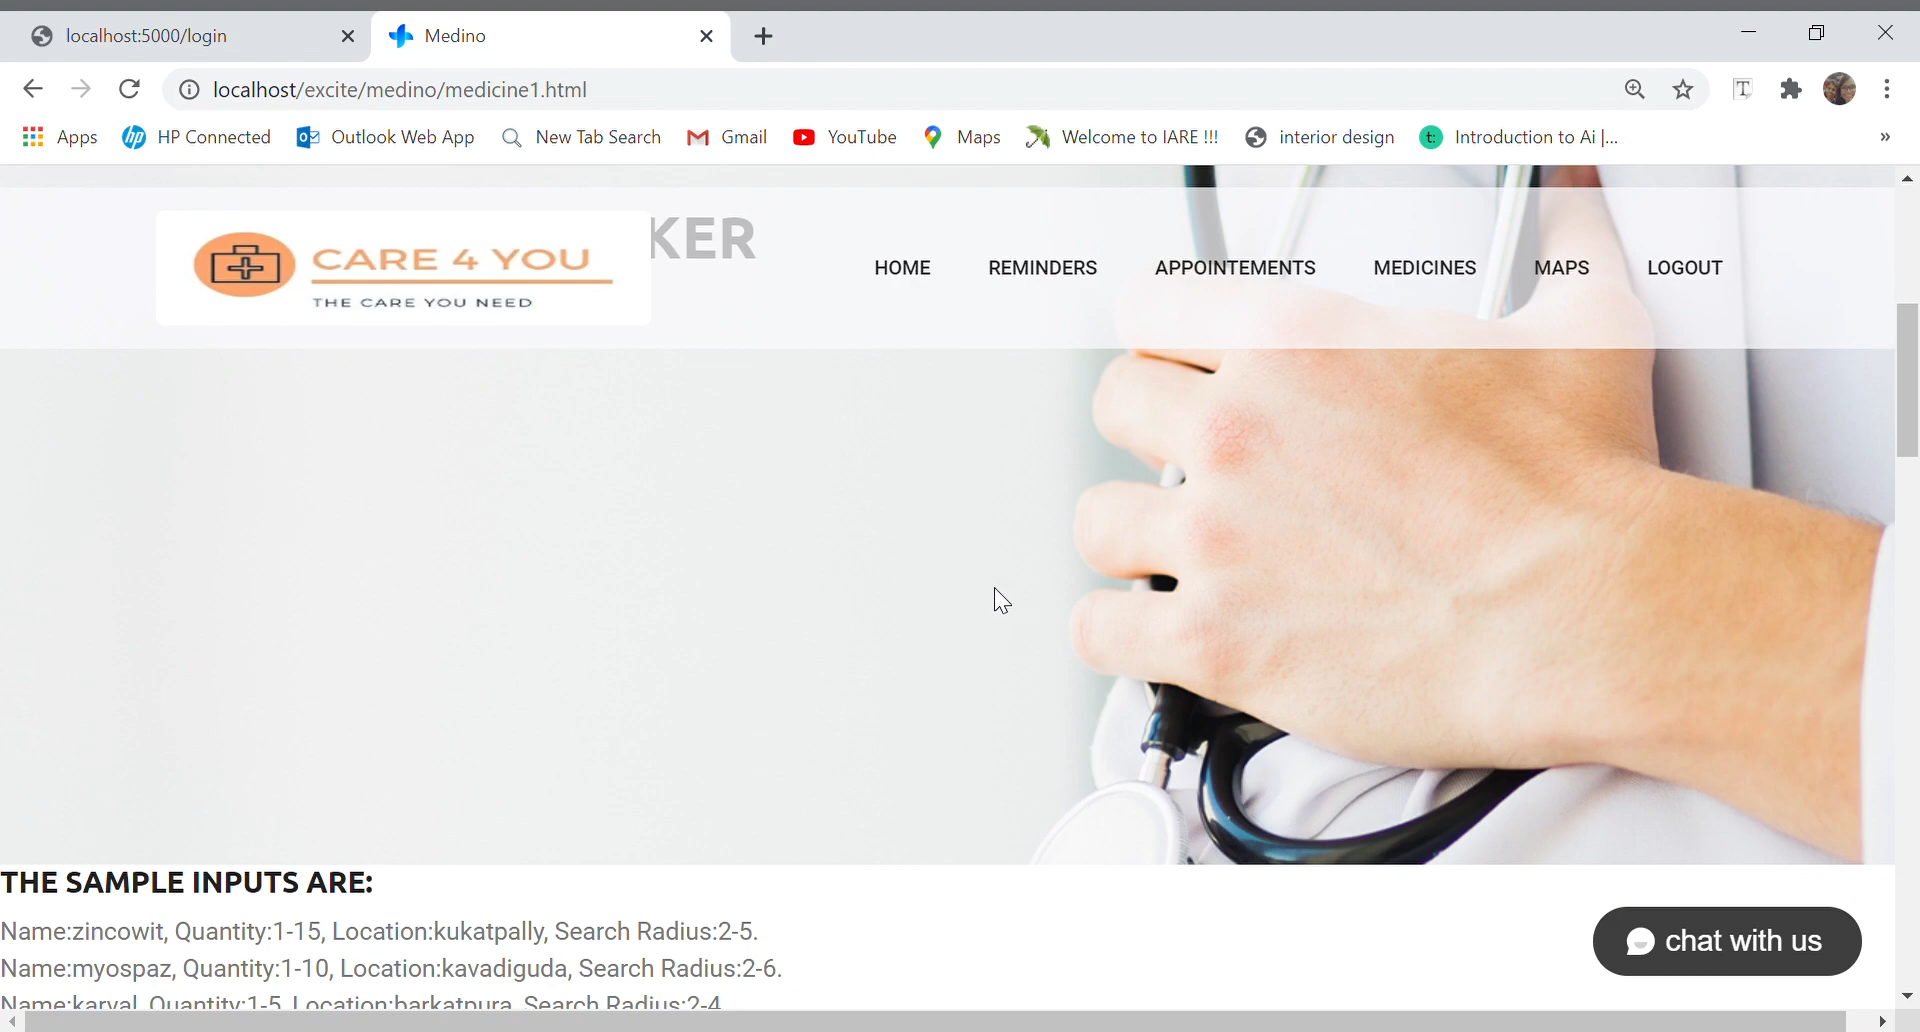 localhost:5000/login
Medino
localhost/excite/medino/medicine1.html
Apps
HP Connected
Outlook Web App
New Tab Search
Gmail
YouTube
Maps
Welcome to IARE !!!
interior design
Introduction to Ai |...
KER
CARE 4 YOU
THE CARE YOU NEED
HOME
REMINDERS
APPOINTEMENTS
MEDICINES
MAPS
LOGOUT
THE SAMPLE INPUTS ARE:
Name:zincowit, Quantity:1-15, Location:kukatpally, Search Radius:2-5.
Name:myospaz, Quantity:1-10, Location:kavadiguda, Search Radius:2-6.
Name:karval, Quantity:1-5, Location:barkatpura, Search Radius:2-4
chat with us